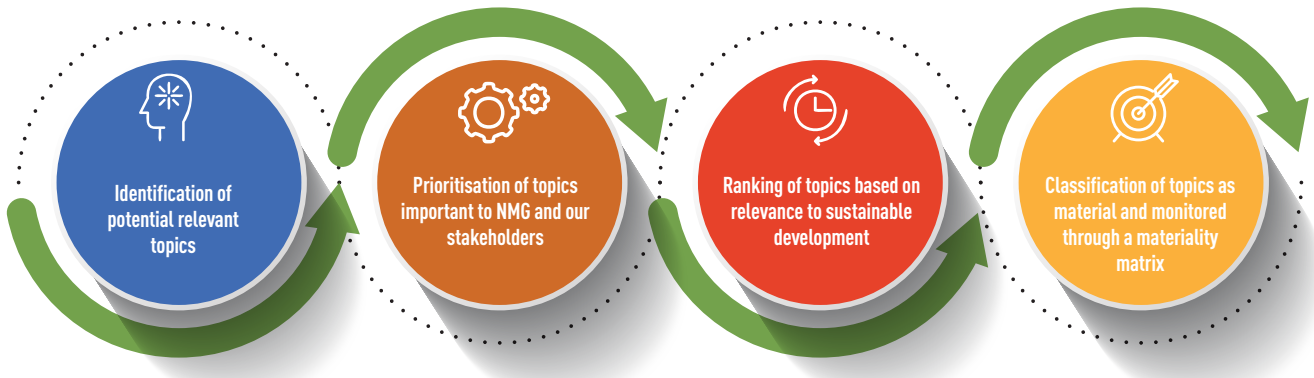 Identification of
potential relevant
topics
Prioritisation of topics
important to NMG and our
stakeholders
Ranking of topics based on
relevance to sustainable
development
Classification of topics as
material and monitored
through a materiality
matrix